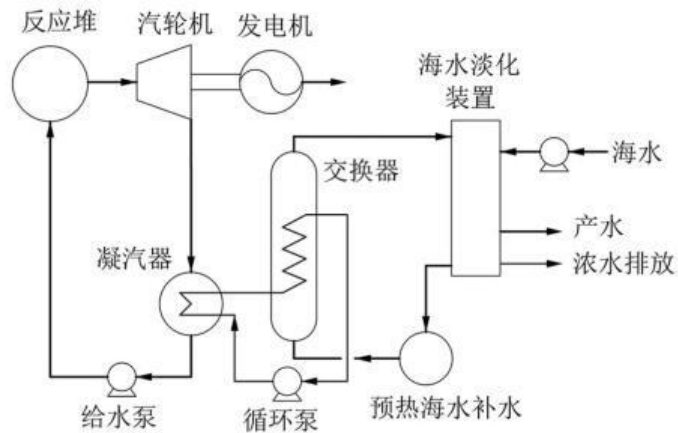 反应堆
汽轮机
发电机
海水淡化
装置
交换器
海水
产水
凝汽器
浓水排放
给水泵
循环泵
预热海水补水